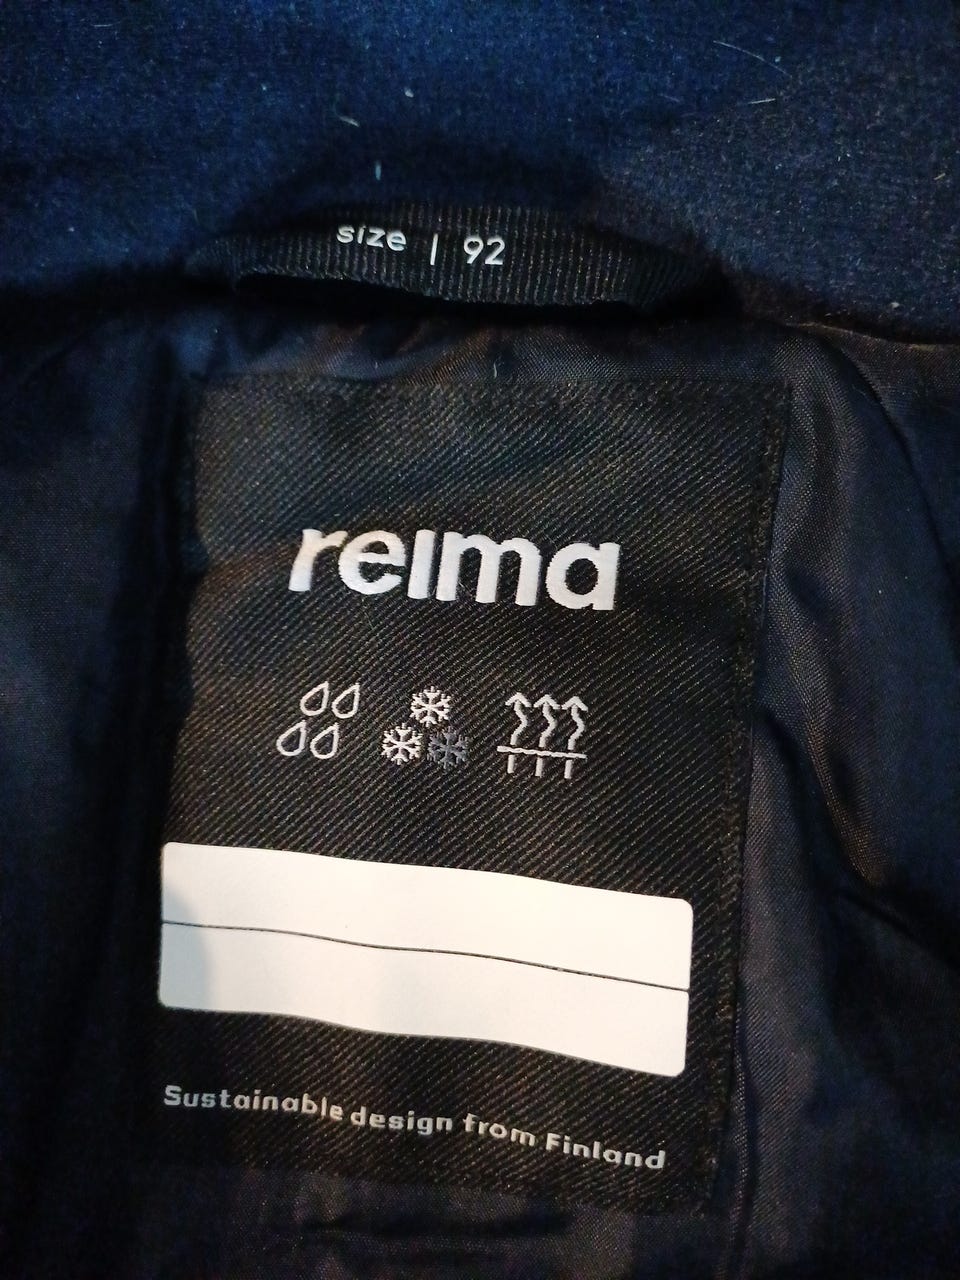 size | 92
reima
Sustainable design from Finland